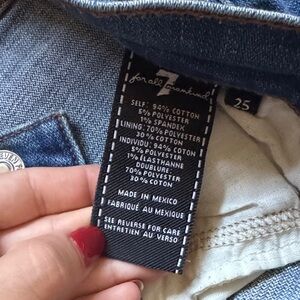 7
for all mankind
25
SELF: 94% COTTON
5% POLYESTER
1% SPANDEX
LINING: 70% POLYESTER
30% COTTON
INDIVIDU: 94% COTON
5% POLYESTER
1% ÉLASTHANNE
DOUBLURE:
70% POLYESTER
30% COTON
MADE IN MEXICO
FABRIQUÉ AU MEXIQUE
SEE REVERSE FOR CARE
ENTRETIEN AU VERSO